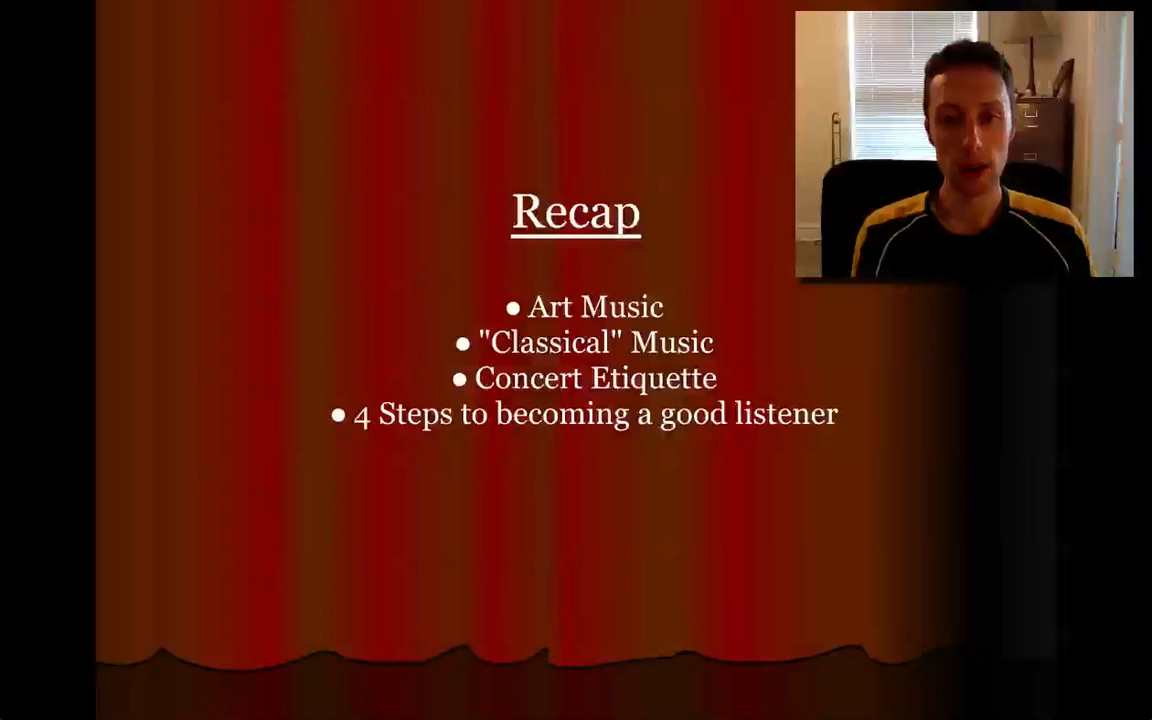 Recap
● Art Music
● "Classical" Music
● Concert Etiquette
● 4 Steps to becoming a good listener